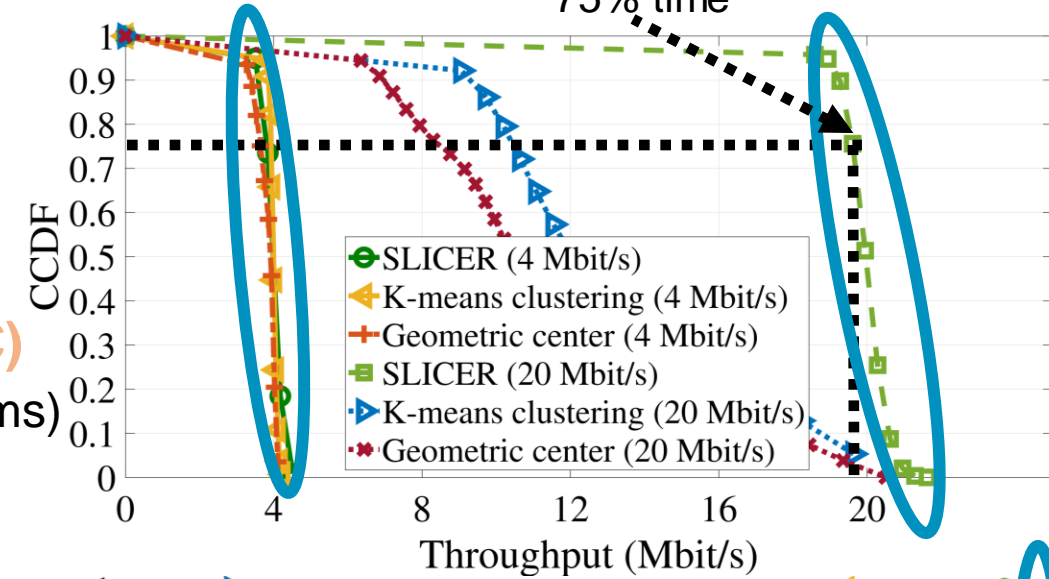 75% time
1
0.9
0.8
0.7
0.6
0.5
0.4
0.3
0.2
0.1
0
CCDF
ms)
SLICER (4 Mbit/s)
K-means clustering (4 Mbit/s)
Geometric center (4 Mbit/s)
SLICER (20 Mbit/s)
K-means clustering (20 Mbit/s)
Geometric center (20 Mbit/s)
0 4 8 12 16 20
Throughput (Mbit/s)